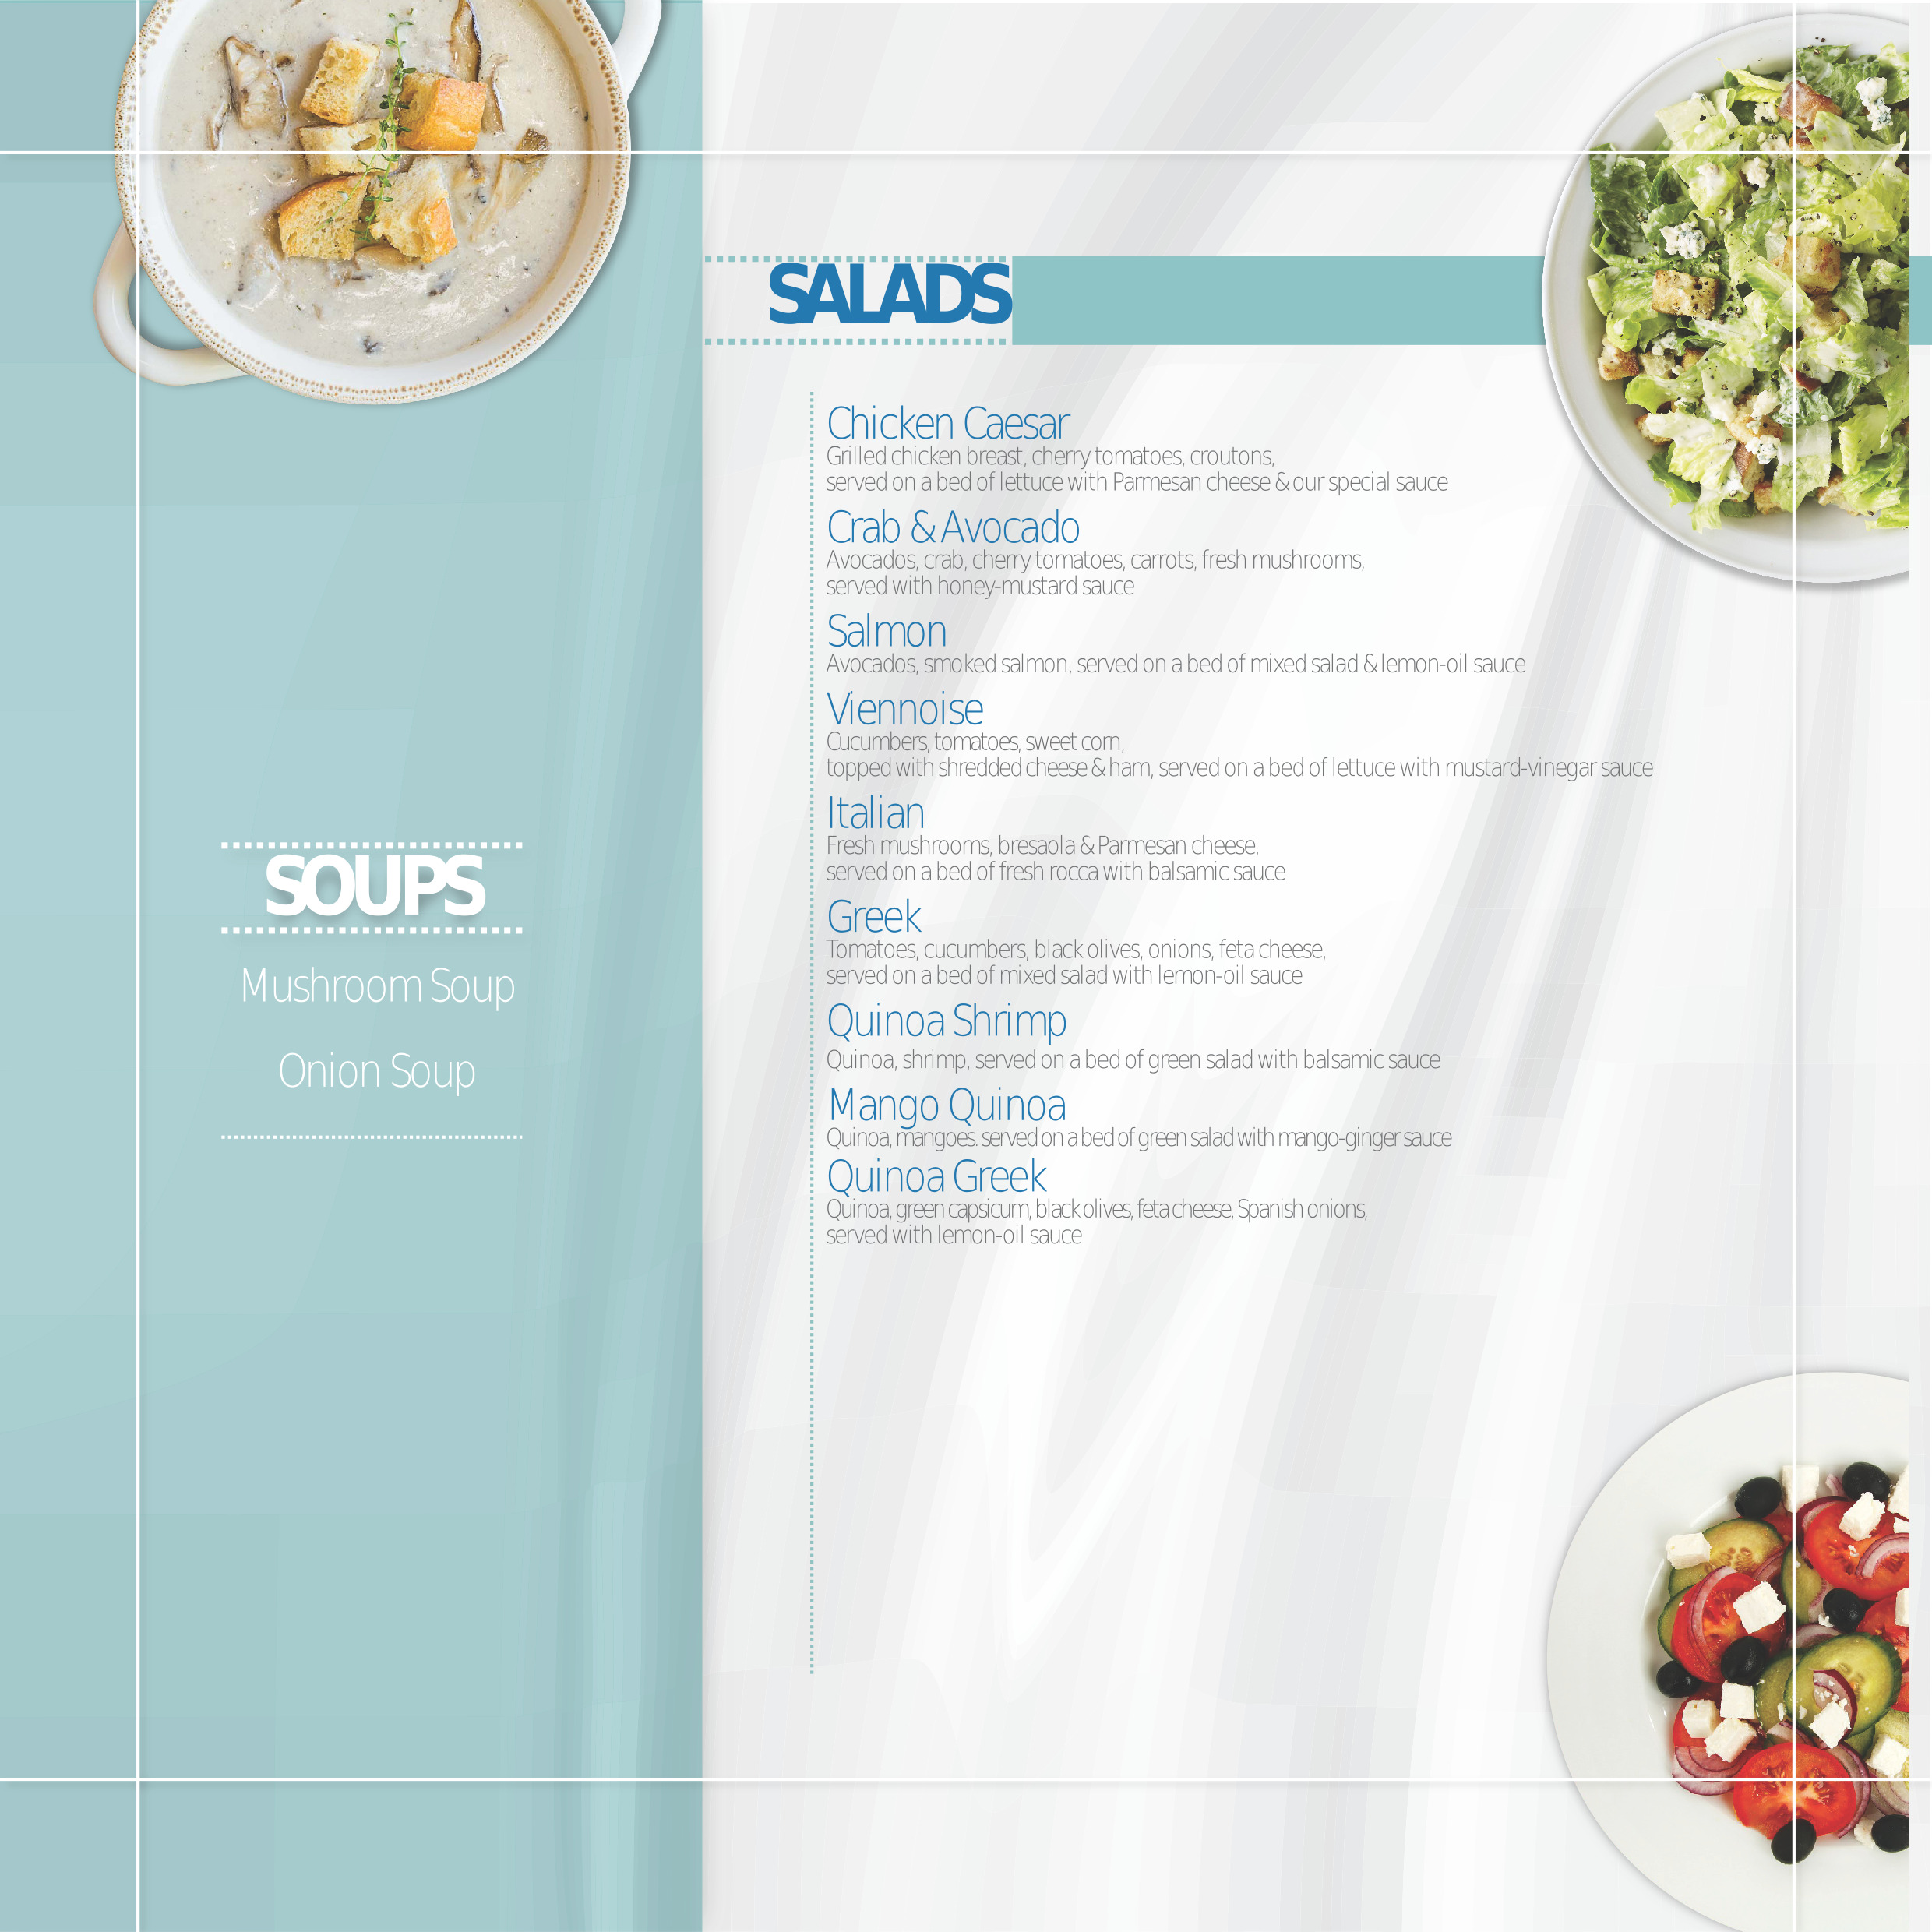 SOUPS
Mushroom Soup
Onion Soup
SALADS
Chicken Caesar
Grilled chicken breast, cherry tomatoes, croutons,
served on a bed of lettuce with Parmesan cheese & our special sauce
Crab & Avocado
Avocados, crab, cherry tomatoes, carrots, fresh mushrooms,
served with honey-mustard sauce
Salmon
Avocados, smoked salmon, served on a bed of mixed salad & lemon-oil sauce
Viennoise
Cucumbers, tomatoes, sweet corn,
topped with shredded cheese & ham, served on a bed of lettuce with mustard-vinegar sauce
Italian
Fresh mushrooms, bresaola & Parmesan cheese,
served on a bed of fresh rocca with balsamic sauce
Greek
Tomatoes, cucumbers, black olives, onions, feta cheese,
served on a bed of mixed salad with lemon-oil sauce
Quinoa Shrimp
Quinoa, shrimp, served on a bed of green salad with balsamic sauce
Mango Quinoa
Quinoa, mangoes. served on a bed of green salad with mango-ginger sauce
Quinoa Greek
Quinoa, green capsicum, black olives, feta cheese, Spanish onions,
served with lemon-oil sauce